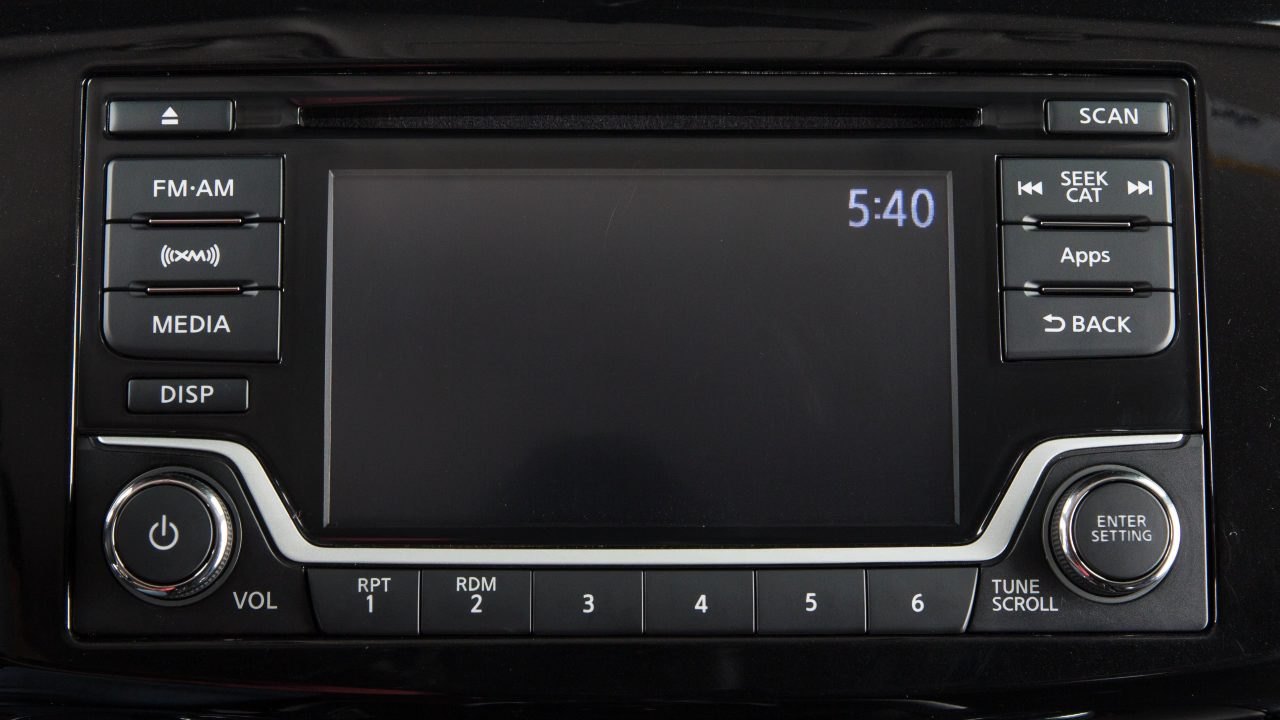 SCAN
FM·AM
SEEK
CAT
5:40
XM
Apps
MEDIA
BACK
DISP
ENTER
SETTING
VOL
RPT
1
RDM
2
3
4
5
6
TUNE
SCROLL